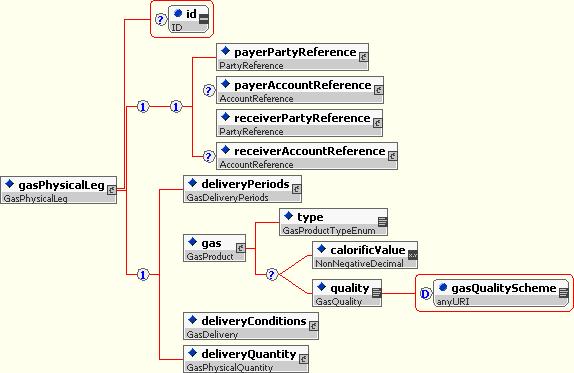 ? id
ID
payerPartyReference
PartyReference
? payerAccountReference
AccountReference
1 1
receiverPartyReference
PartyReference
? receiverAccountReference
AccountReference
gasPhysicalLeg
GasPhysicalLeg
deliveryPeriods
GasDeliveryPeriods
type
GasProductTypeEnum
gas
GasProduct
calorificValue
NonNegativeDecimal
1
?
quality
GasQuality
D gasQualityScheme
anyURI
deliveryConditions
GasDelivery
deliveryQuantity
GasPhysicalQuantity